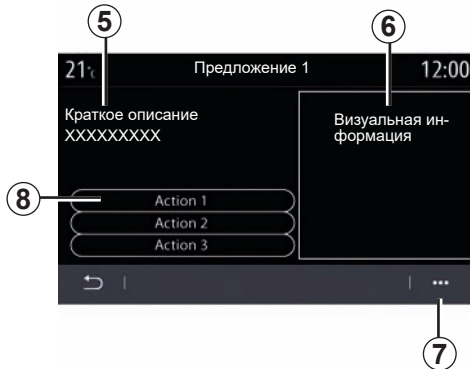 5
6
21°c Предложение 1 12:00
Краткое описание
XXXXXXXXX
Визуальная ин-
формация
8
Action 1
Action 2
Action 3
7